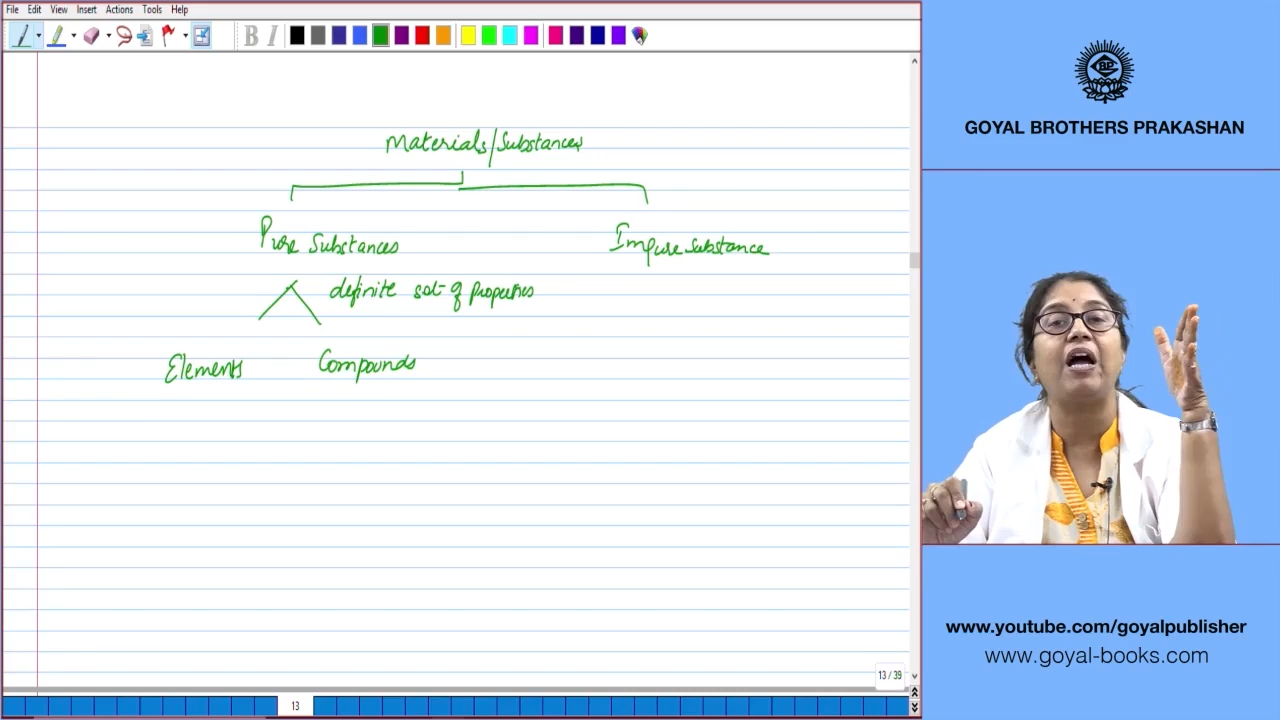 File Edit View Insert Actions Tools Help
B I
GBP
GOYAL BROTHERS PRAKASHAN
Materials/Substances
Pure Substances
Impure Substance
definite set of properties
Elements
Compounds
www.youtube.com/goyalpublisher
www.goyal-books.com
13 / 39
13